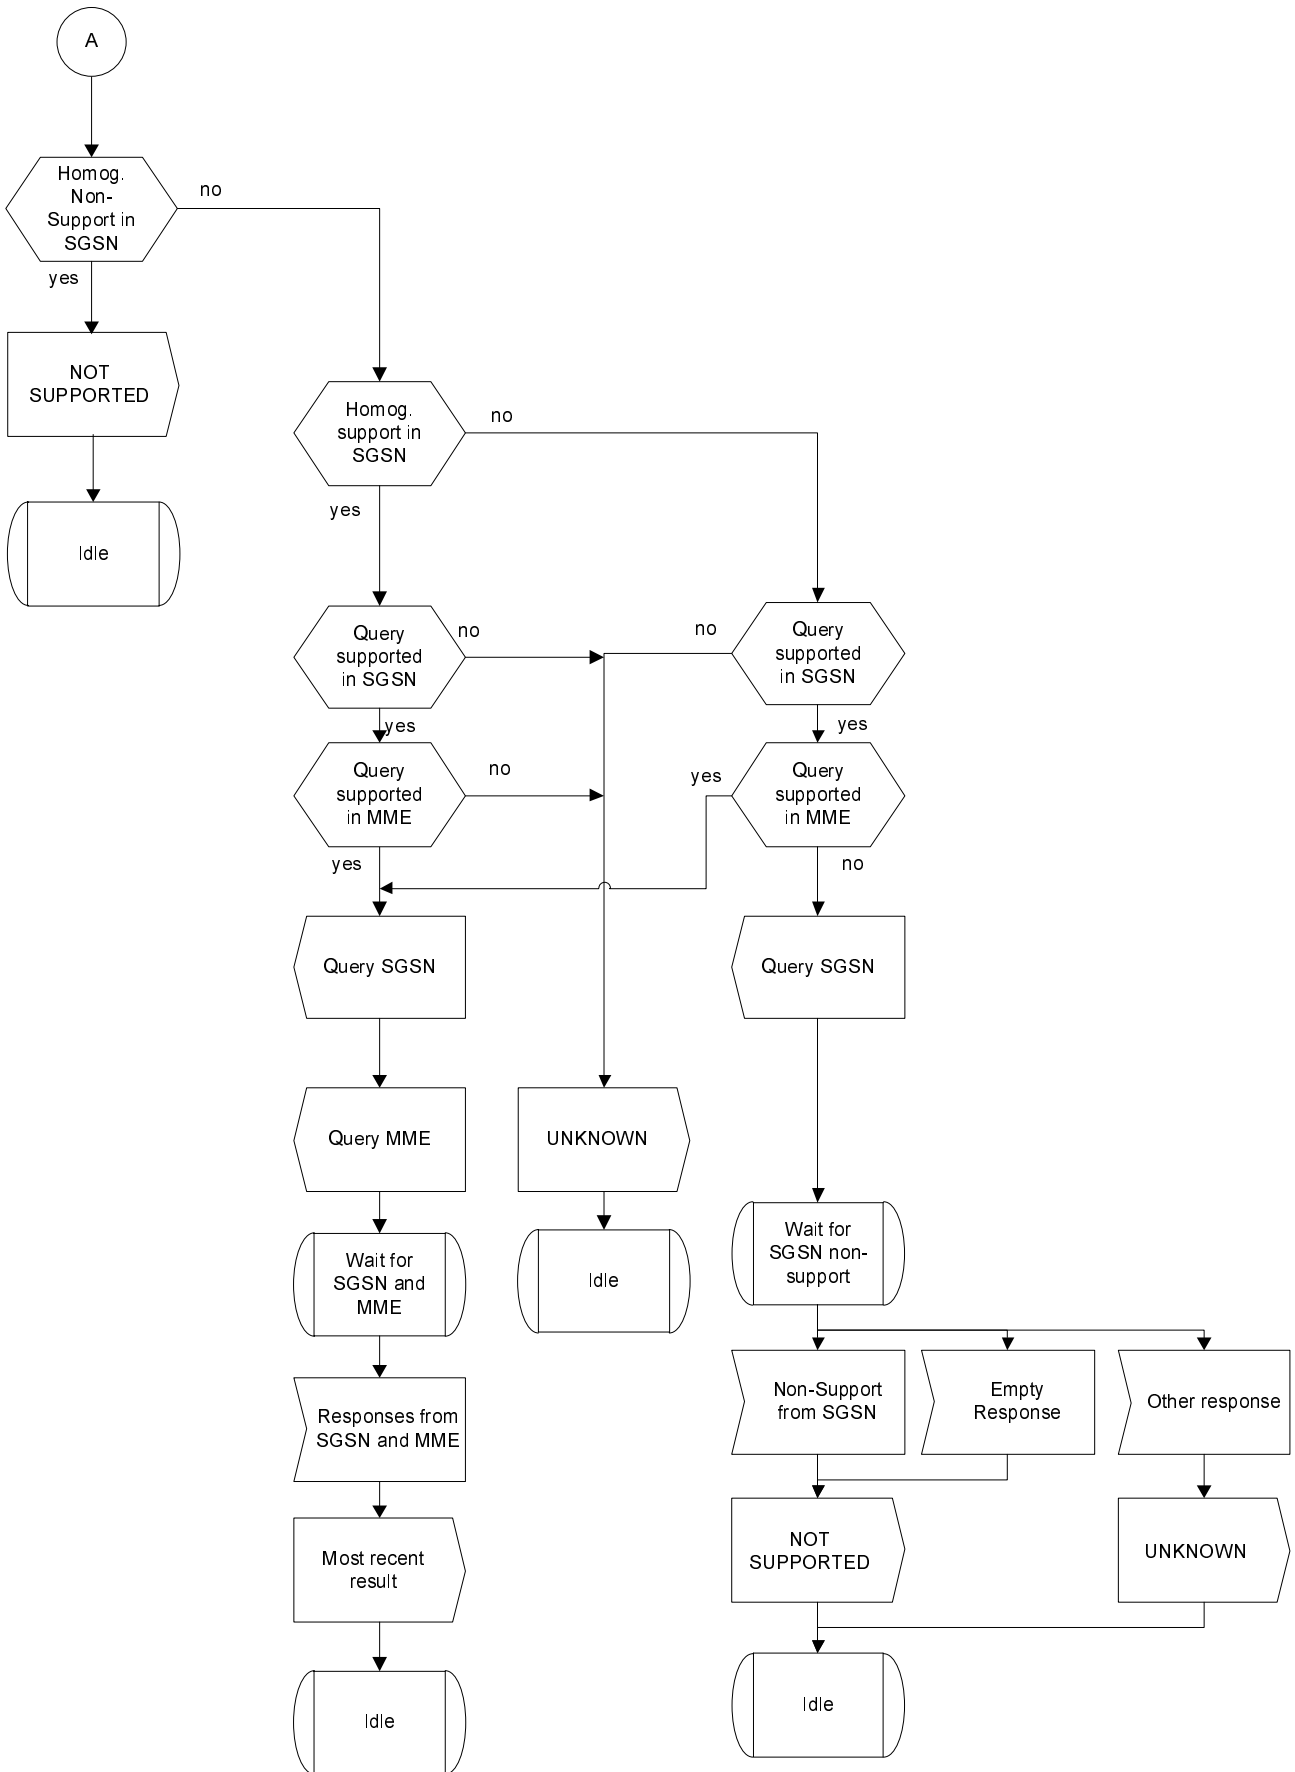 A
Homog.
Non-
Support in
SGSN
no
yes
NOT
SUPPORTED
Idle
Homog.
support in
SGSN
no
yes
Query
supported
in SGSN
no
yes
no
Query
supported
in SGSN
yes
Query
supported
in MME
no
yes
yes
Query
supported
in MME
no
Query SGSN
Query SGSN
Query MME
UNKNOWN
Wait for
SGSN and
MME
Idle
Wait for
SGSN non-
support
Responses from
SGSN and MME
Non-Support
from SGSN
Empty
Response
Other response
Most recent
result
NOT
SUPPORTED
UNKNOWN
Idle
Idle